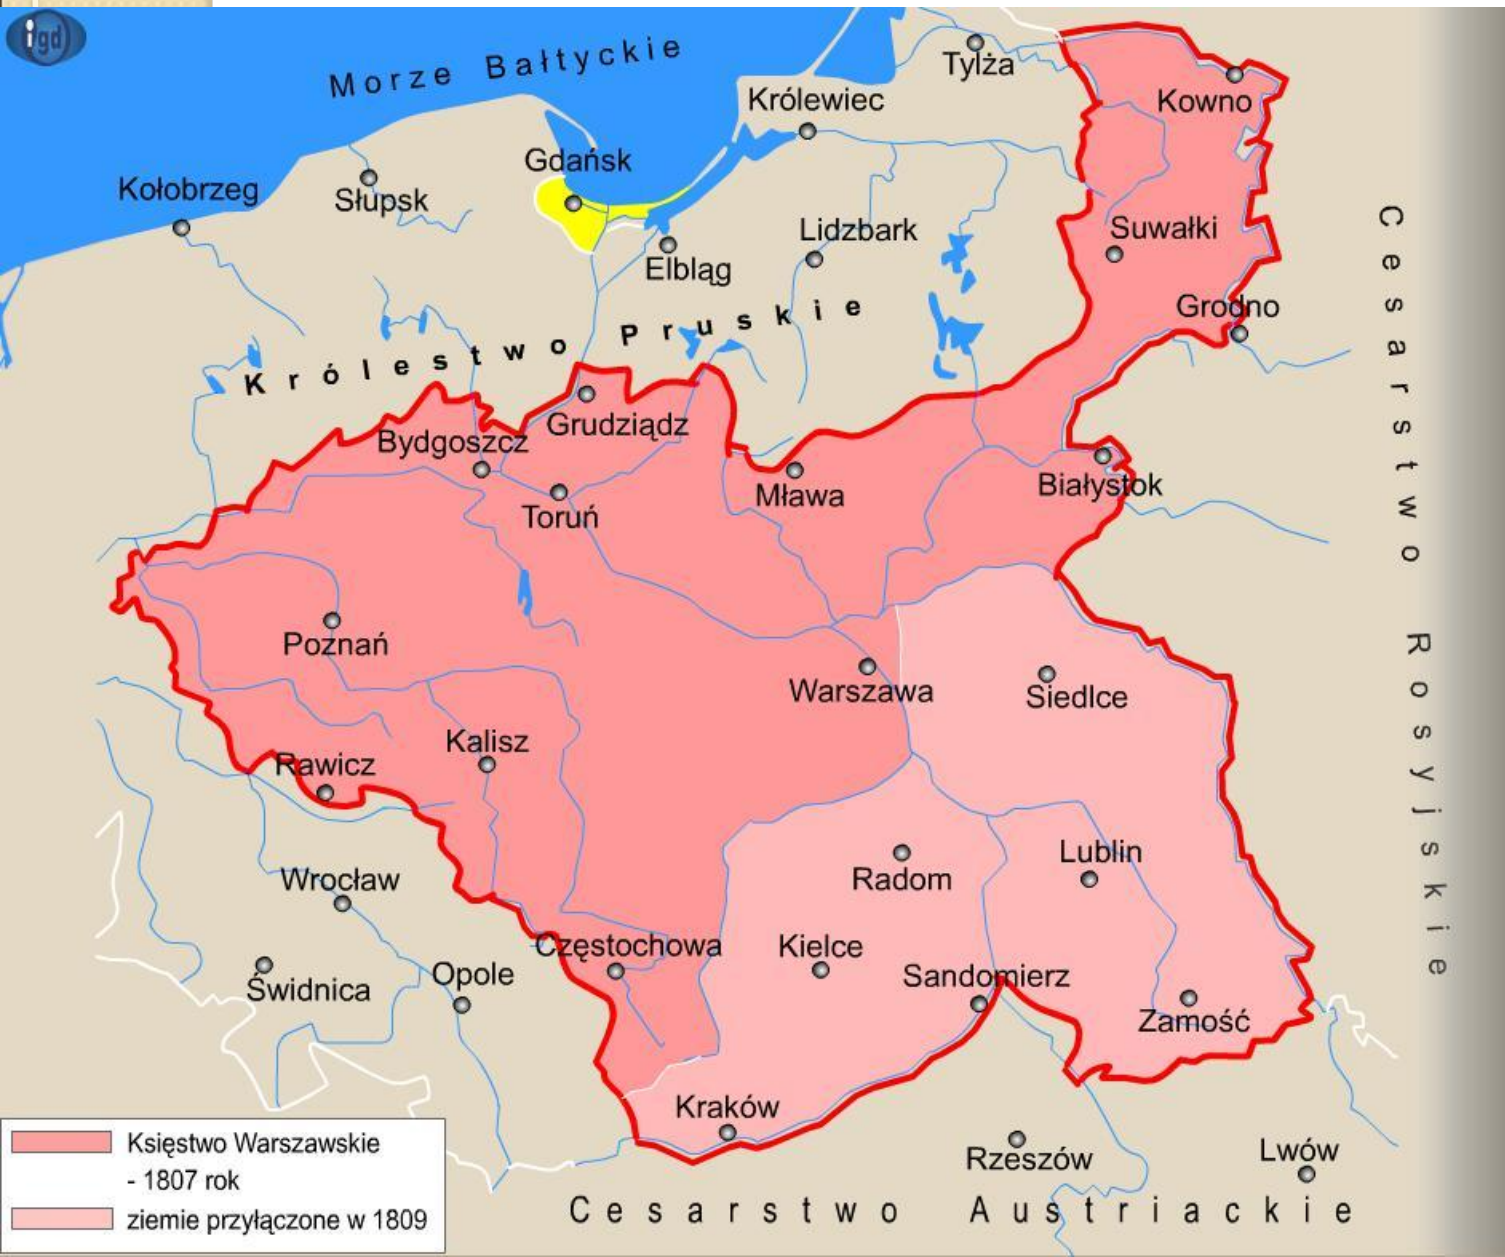 igd
Morze Bałtyckie
Tylża
Kowno
Królewiec
Gdańsk
Kołobrzeg
Słupsk
Lidzbark
Suwałki
Elbląg
Grodno
Królestwo Pruskie
Cesarstwo Rosyjskie
Grudziądz
Bydgoszcz
Mława
Białystok
Toruń
Poznań
Warszawa
Siedlce
Kalisz
Rawicz
Lublin
Radom
Wrocław
Częstochowa
Kielce
Sandomierz
Opole
Świdnica
Zamość
Kraków
Rzeszów
Lwów
Cesarstwo Austriackie
Księstwo Warszawskie
- 1807 rok
ziemie przyłączone w 1809